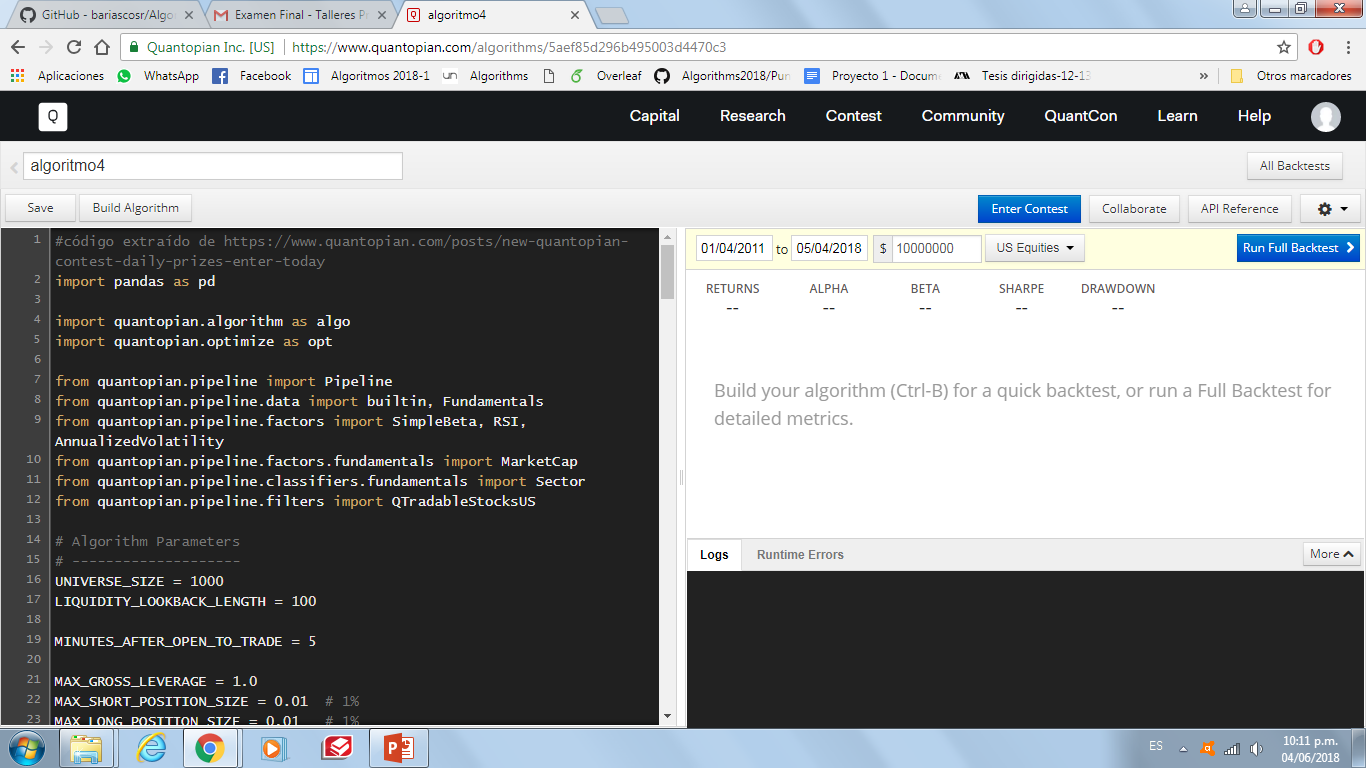 GitHub - bariascosr/Algo
Examen Final - Talleres P
algoritmo4
Quantopian Inc. [US] | https://www.quantopian.com/algorithms/5aef85d296b495003d4470c3
Aplicaciones WhatsApp Facebook Algoritmos 2018-1 Algorithms Overleaf Algorithms2018/Pun Proyecto 1 - Docum Tesis dirigidas-12-13 » Otros marcadores
Q Capital Research Contest Community QuantCon Learn Help
algoritmo4 All Backtests
Save Build Algorithm Enter Contest Collaborate API Reference
01/04/2011 to 05/04/2018 $ 10000000 US Equities Run Full Backtest
RETURNS ALPHA BETA SHARPE DRAWDOWN
-- -- -- -- --
Build your algorithm (Ctrl-B) for a quick backtest, or run a Full Backtest for
detailed metrics.
Logs Runtime Errors More
1 #código extraído de https://www.quantopian.com/posts/new-quantopian-
contest-daily-prizes-enter-today
2 import pandas as pd
3
4 import quantopian.algorithm as algo
5 import quantopian.optimize as opt
6
7 from quantopian.pipeline import Pipeline
8 from quantopian.pipeline.data import builtin, Fundamentals
9 from quantopian.pipeline.factors import SimpleBeta, RSI,
AnnualizedVolatility
10 from quantopian.pipeline.factors.fundamentals import MarketCap
11 from quantopian.pipeline.classifiers.fundamentals import Sector
12 from quantopian.pipeline.filters import QTradableStocksUS
13
14 # Algorithm Parameters
15 # --------------------
16 UNIVERSE_SIZE = 1000
17 LIQUIDITY_LOOKBACK_LENGTH = 100
18
19 MINUTES_AFTER_OPEN_TO_TRADE = 5
20
21 MAX_GROSS_LEVERAGE = 1.0
22 MAX_SHORT_POSITION_SIZE = 0.01 # 1%
23 MAX_LONG_POSITION_SIZE = 0.01 # 1%
ES
10:11 p.m.
04/06/2018